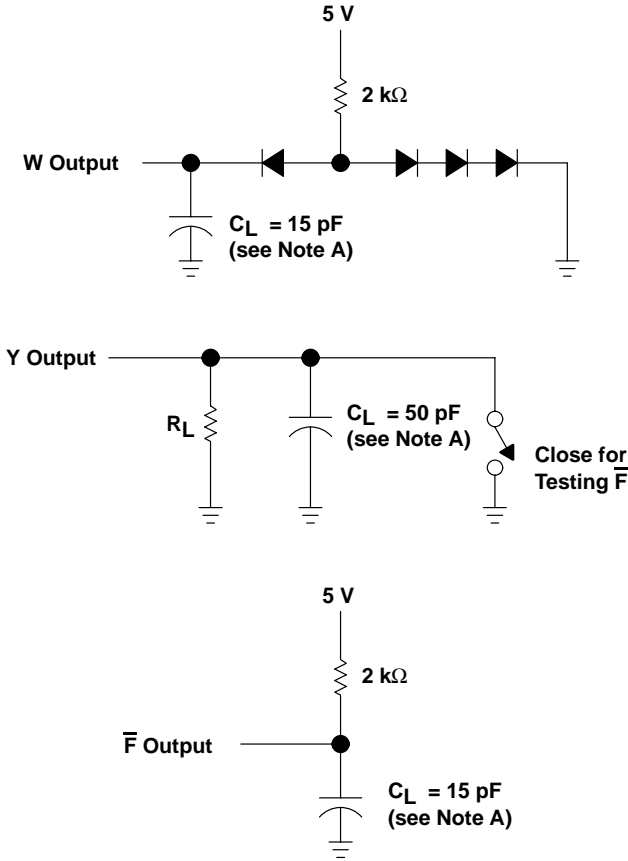 5 V
2 kΩ
W Output
C_L = 15 pF
(see Note A)
Y Output
R_L
C_L = 50 pF
(see Note A)
Close for
Testing F̅
5 V
2 kΩ
F̅ Output
C_L = 15 pF
(see Note A)